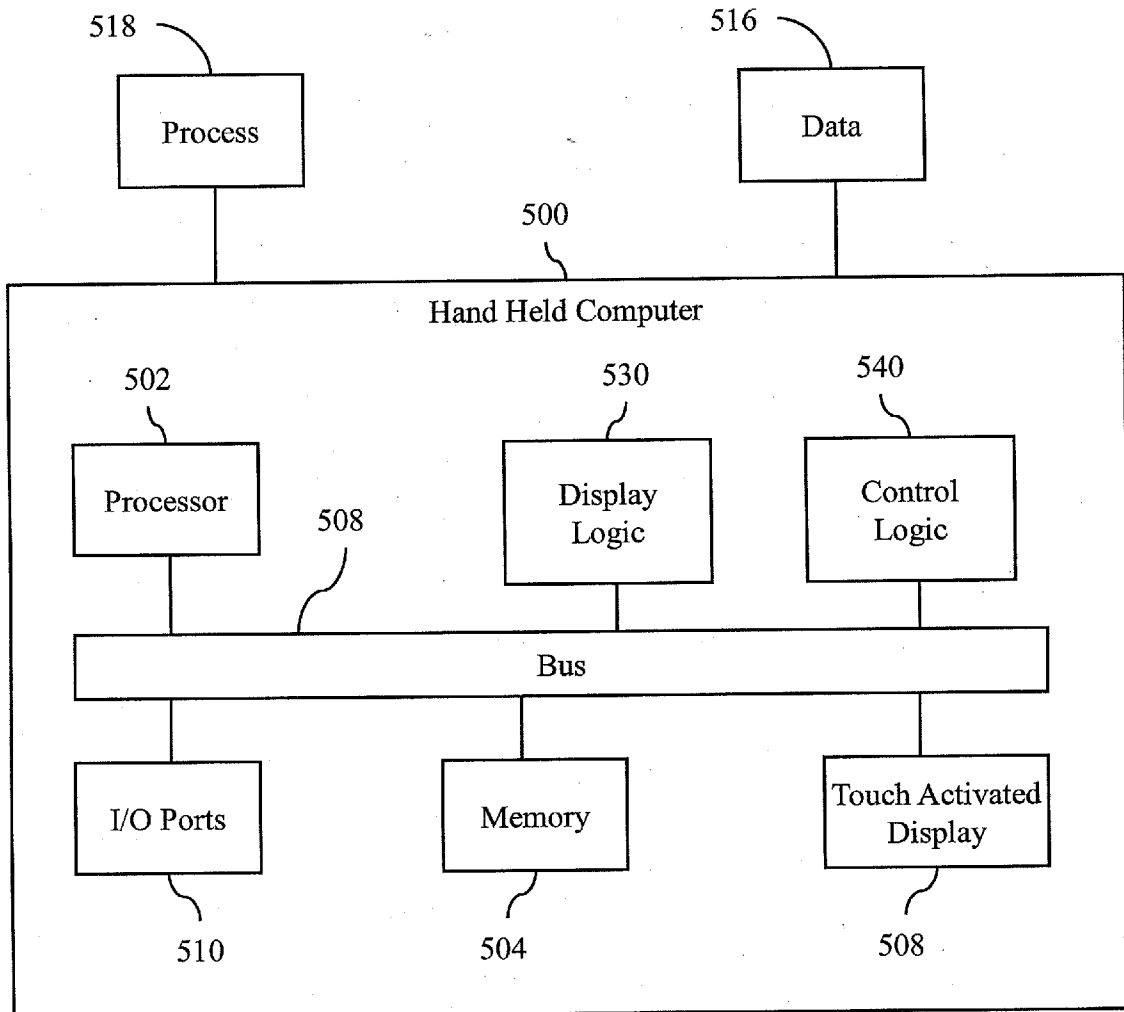 518
516
Process
Data
500
Hand Held Computer
502
530
540
Processor
Display
Logic
Control
Logic
508
Bus
I/O Ports
Memory
Touch Activated
Display
510
504
508